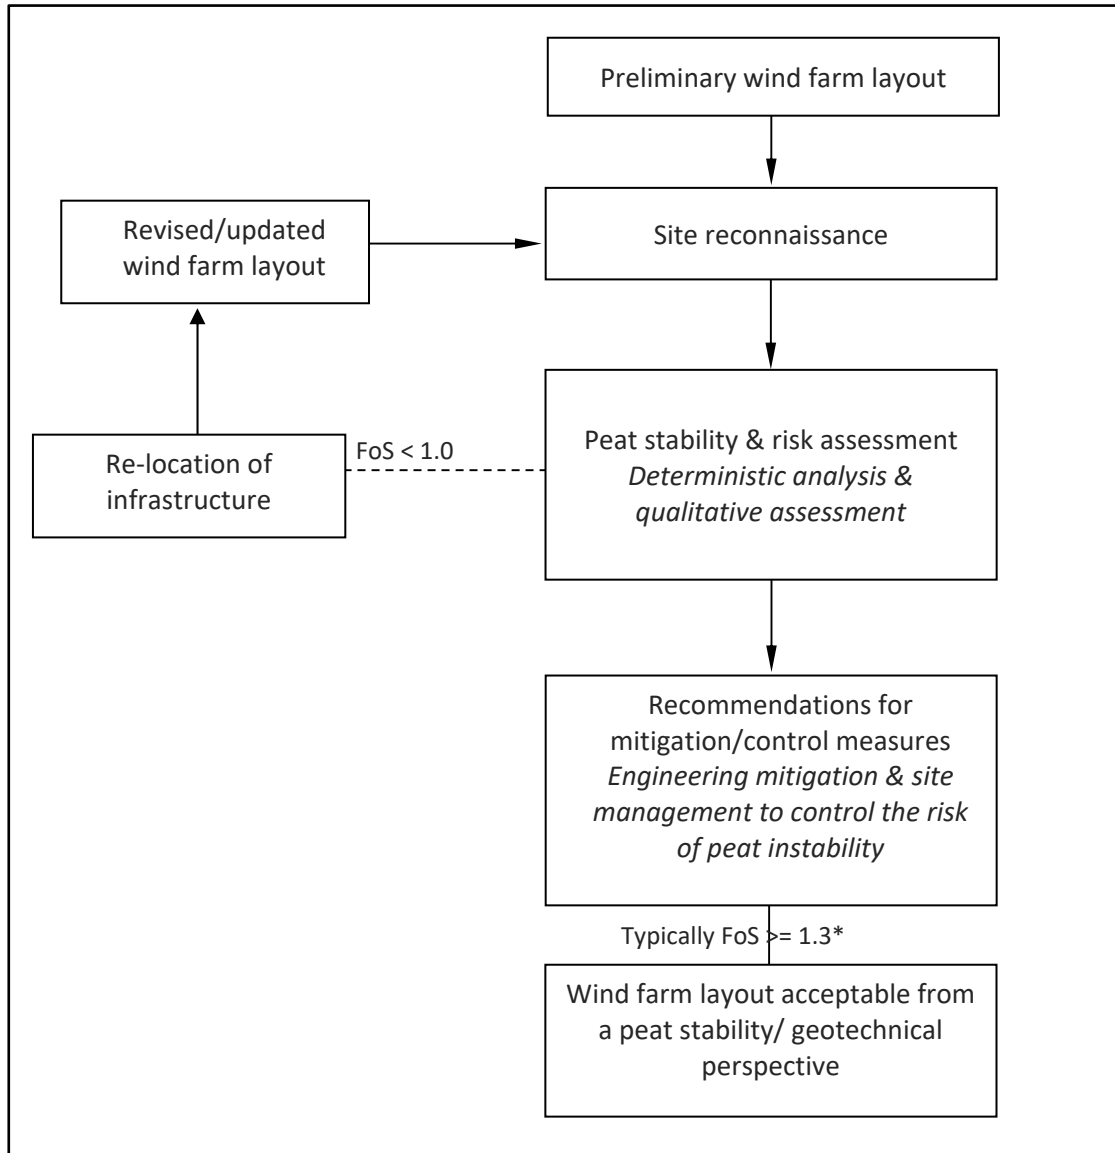 Preliminary wind farm layout
Site reconnaissance
Revised/updated
wind farm layout
Peat stability & risk assessment
Deterministic analysis &
qualitative assessment
FoS < 1.0
Re-location of
infrastructure
Recommendations for
mitigation/control measures
Engineering mitigation & site
management to control the risk
of peat instability
Typically FoS >= 1.3*
Wind farm layout acceptable from
a peat stability/ geotechnical
perspective